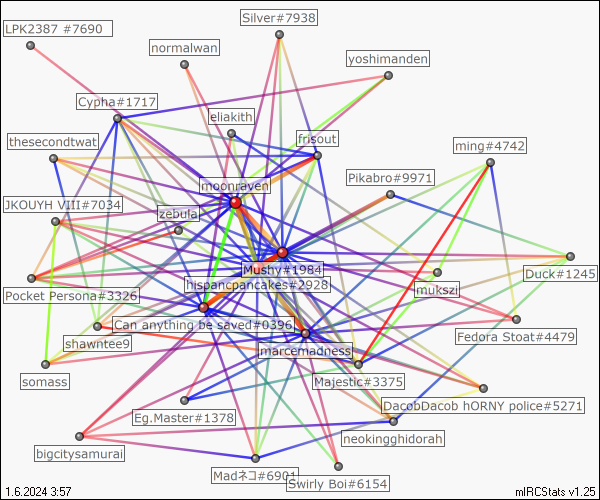 Silver#7938
LPK2387 #7690
normalwan
yoshimanden
Cypha#1717
eliakith
frisout
thesecondtwat
ming#4742
Pikabro#9971
moonraven
JKOUYH VIII#7034
zebula
Mushy#1984
Duck#1245
hispancpancakes#2928
mukszi
Pocket Persona#3326
Can anything be saved#0396
shawntee9
Fedora Stoat#4479
marcemadness
somass
Majestic#3375
DacobDacob hORNY police#5271
Eg.Master#1378
neokingghidorah
bigcitysamurai
Madネコ#6901
Swirly Boi#6154
1.6.2024 3:57
mIRCStats v1.25